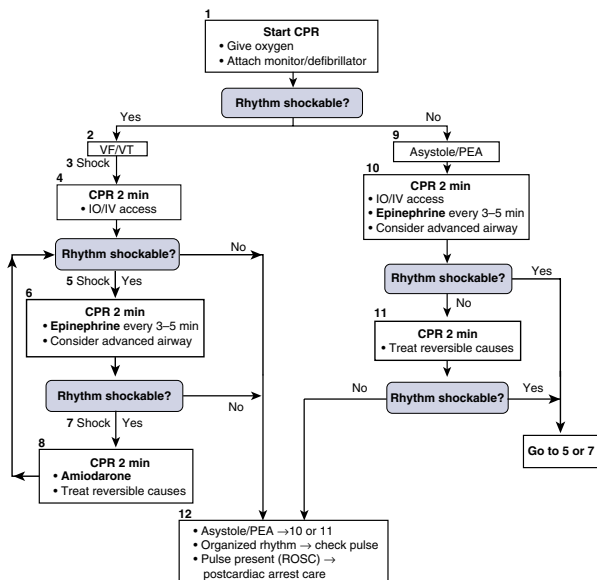 1
Start CPR
• Give oxygen
• Attach monitor/defibrillator
Rhythm shockable?
Yes
No
2
VF/VT
3 Shock
4
CPR 2 min
• IO/IV access
Rhythm shockable?
No
5 Shock
Yes
6
CPR 2 min
• Epinephrine every 3–5 min
• Consider advanced airway
Rhythm shockable?
No
7 Shock
Yes
8
CPR 2 min
• Amiodarone
• Treat reversible causes
9
Asystole/PEA
10
CPR 2 min
• IO/IV access
• Epinephrine every 3–5 min
• Consider advanced airway
Rhythm shockable?
Yes
No
11
CPR 2 min
• Treat reversible causes
No
Rhythm shockable?
Yes
Go to 5 or 7
12
• Asystole/PEA → 10 or 11
• Organized rhythm → check pulse
• Pulse present (ROSC) →
postcardiac arrest care